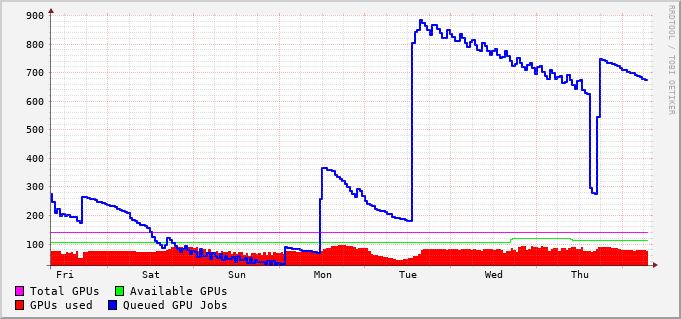 900
800
700
600
500
400
300
200
100
Fri Sat Sun Mon Tue Wed Thu
Total GPUs Available GPUs
GPUs used Queued GPU Jobs
RRDTOOL / TOBI OETIKER